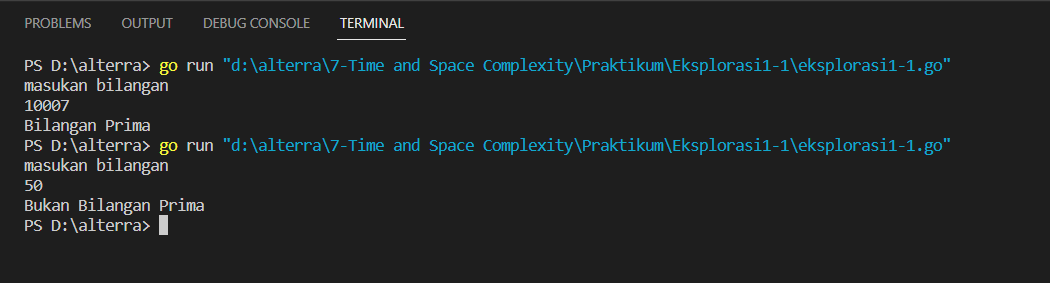 PROBLEMS OUTPUT DEBUG CONSOLE TERMINAL
PS D:\alterra> go run "d:\alterra\7-Time and Space Complexity\Praktikum\Eksplorasi1-1\eksplorasi1-1.go"
masukan bilangan
10007
Bilangan Prima
PS D:\alterra> go run "d:\alterra\7-Time and Space Complexity\Praktikum\Eksplorasi1-1\eksplorasi1-1.go"
masukan bilangan
50
Bukan Bilangan Prima
PS D:\alterra>